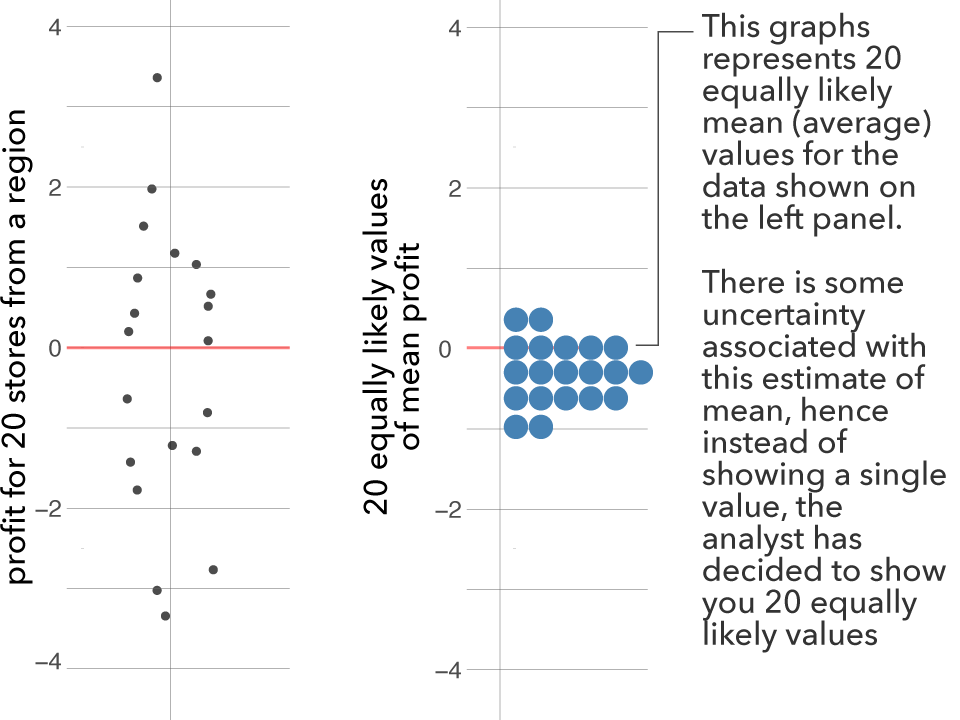 profit for 20 stores from a region
4
2
0
−2
−4
20 equally likely values
of mean profit
4
2
0
−2
−4
This graphs
represents 20
equally likely
mean (average)
values for the
data shown on
the left panel.
There is some
uncertainty
associated with
this estimate of
mean, hence
instead of
showing a single
value, the
analyst has
decided to show
you 20 equally
likely values